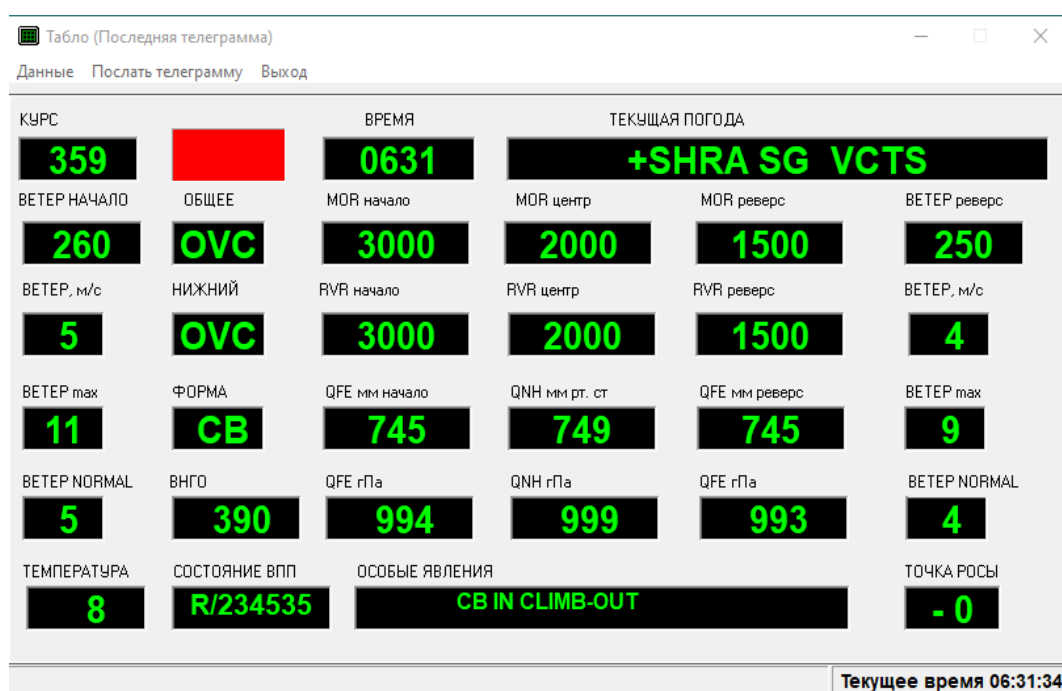 Табло (Последняя телеграмма)
Данные Послать телеграмму Выход
КУРС ВРЕМЯ ТЕКУЩАЯ ПОГОДА
359 0631 +SHRA SG VCTS
ВЕТЕР НАЧАЛО ОБЩЕЕ MOR начало MOR центр MOR реверс ВЕТЕР реверс
260 OVC 3000 2000 1500 250
ВЕТЕР, м/с НИЖНИЙ RVR начало RVR центр RVR реверс ВЕТЕР, м/с
5 OVC 3000 2000 1500 4
ВЕТЕР max ФОРМА QFE мм начало QNH мм рт. ст QFE мм реверс ВЕТЕР max
11 CB 745 749 745 9
ВЕТЕР NORMAL ВНГО QFE гПа QNH гПа QFE гПа ВЕТЕР NORMAL
5 390 994 999 993 4
ТЕМПЕРАТУРА СОСТОЯНИЕ ВПП ОСОБЫЕ ЯВЛЕНИЯ ТОЧКА РОСЫ
8 R/234535 CB IN CLIMB-OUT - 0
Текущее время 06:31:34